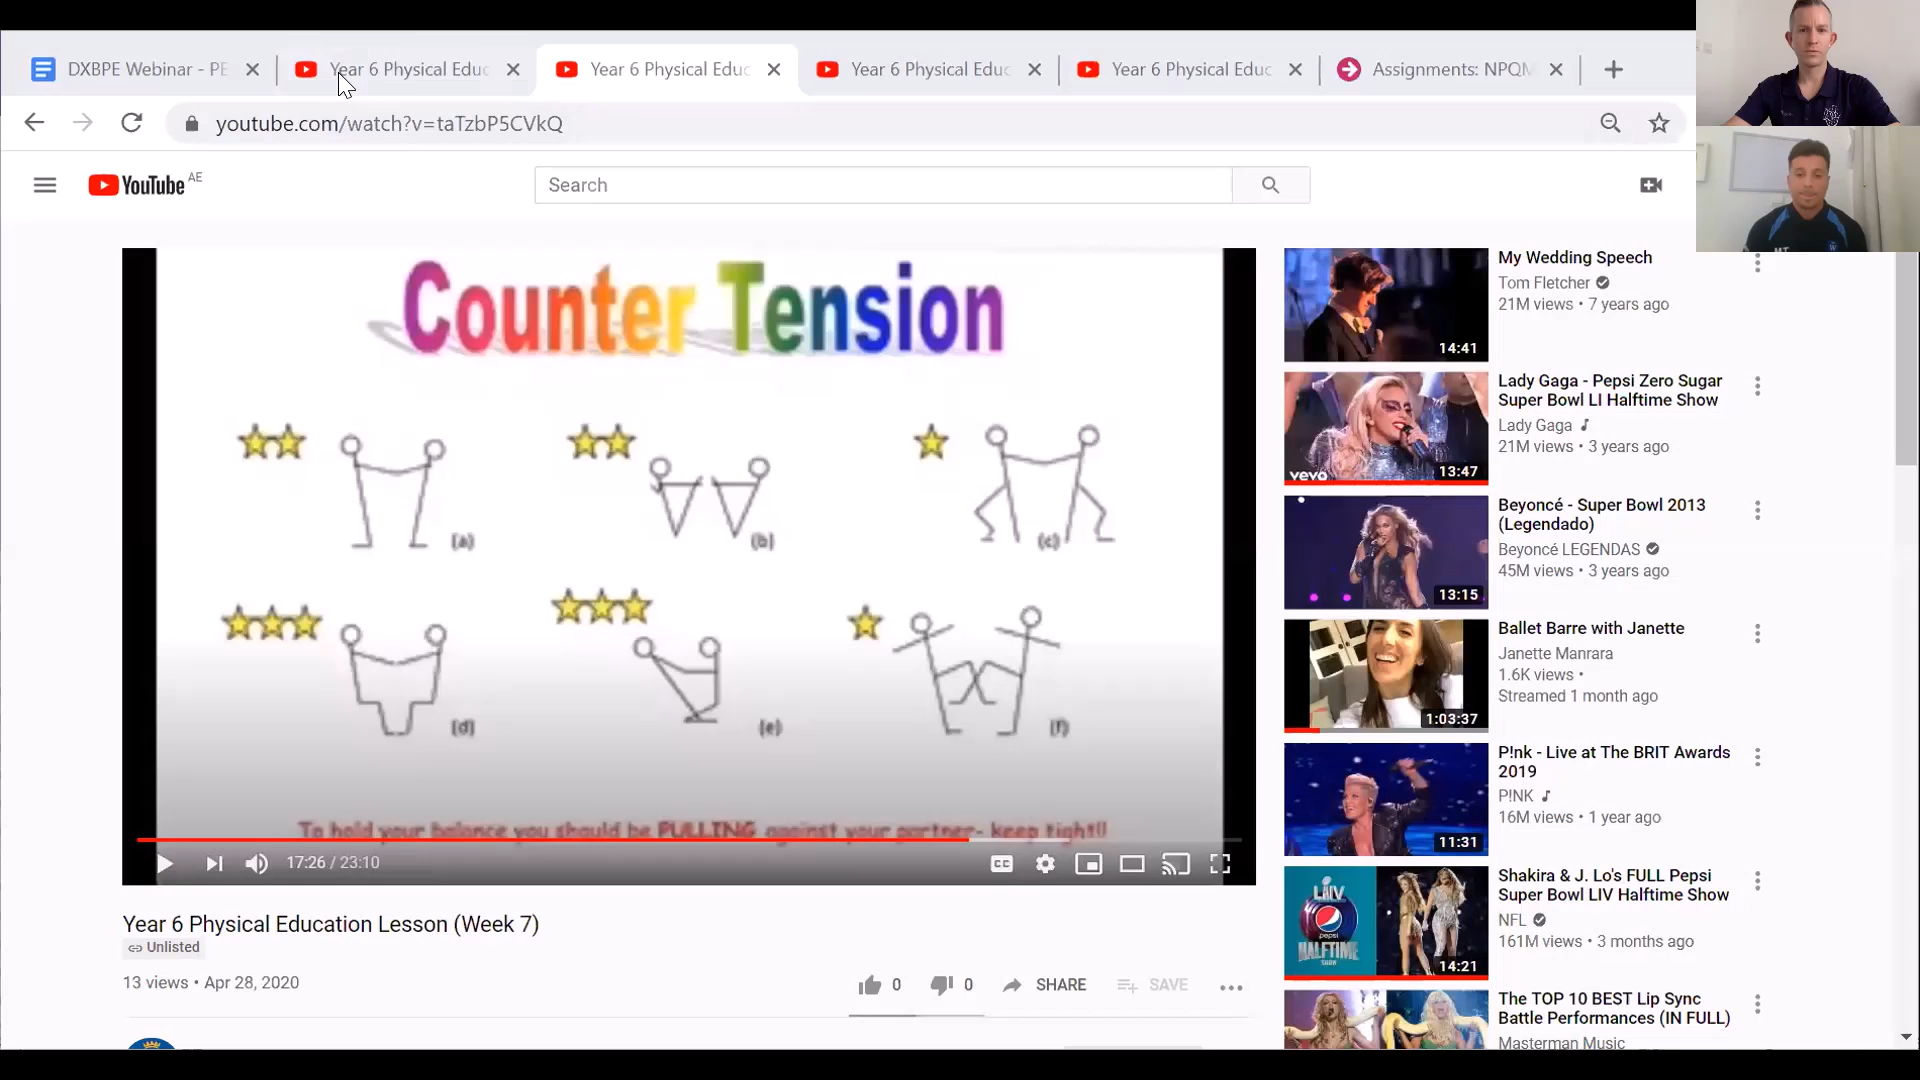 DXBPE Webinar - PE
Year 6 Physical Educ
Year 6 Physical Educ
Year 6 Physical Educ
Year 6 Physical Educ
Assignments: NPQM
youtube.com/watch?v=taTzbP5CVkQ
YouTube AE
Search
Counter Tension
(a)
(b)
(c)
(d)
(e)
(f)
To hold your balance you should be PULLING against your partner- keep tight!!
17:26 / 23:10
CC
Year 6 Physical Education Lesson (Week 7)
Unlisted
13 views • Apr 28, 2020
0
0
SHARE
SAVE
My Wedding Speech
Tom Fletcher
21M views • 7 years ago
14:41
Lady Gaga - Pepsi Zero Sugar
Super Bowl LI Halftime Show
Lady Gaga
21M views • 3 years ago
vevo
13:47
Beyoncé - Super Bowl 2013
(Legendado)
Beyoncé LEGENDAS
45M views • 3 years ago
13:15
Ballet Barre with Janette
Janette Manrara
1.6K views •
Streamed 1 month ago
1:03:37
P!nk - Live at The BRIT Awards
2019
P!NK
16M views • 1 year ago
11:31
Shakira & J. Lo's FULL Pepsi
Super Bowl LIV Halftime Show
NFL
161M views • 3 months ago
LIV
pepsi
HALFTIME
SHOW
14:21
The TOP 10 BEST Lip Sync
Battle Performances (IN FULL)
Masterman Music